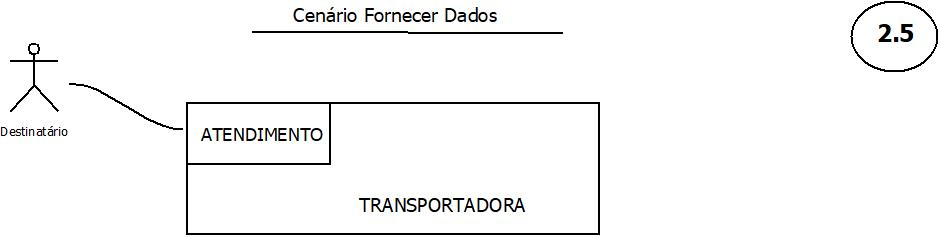 Cenário Fornecer Dados
2.5
Destinatário
ATENDIMENTO
TRANSPORTADORA